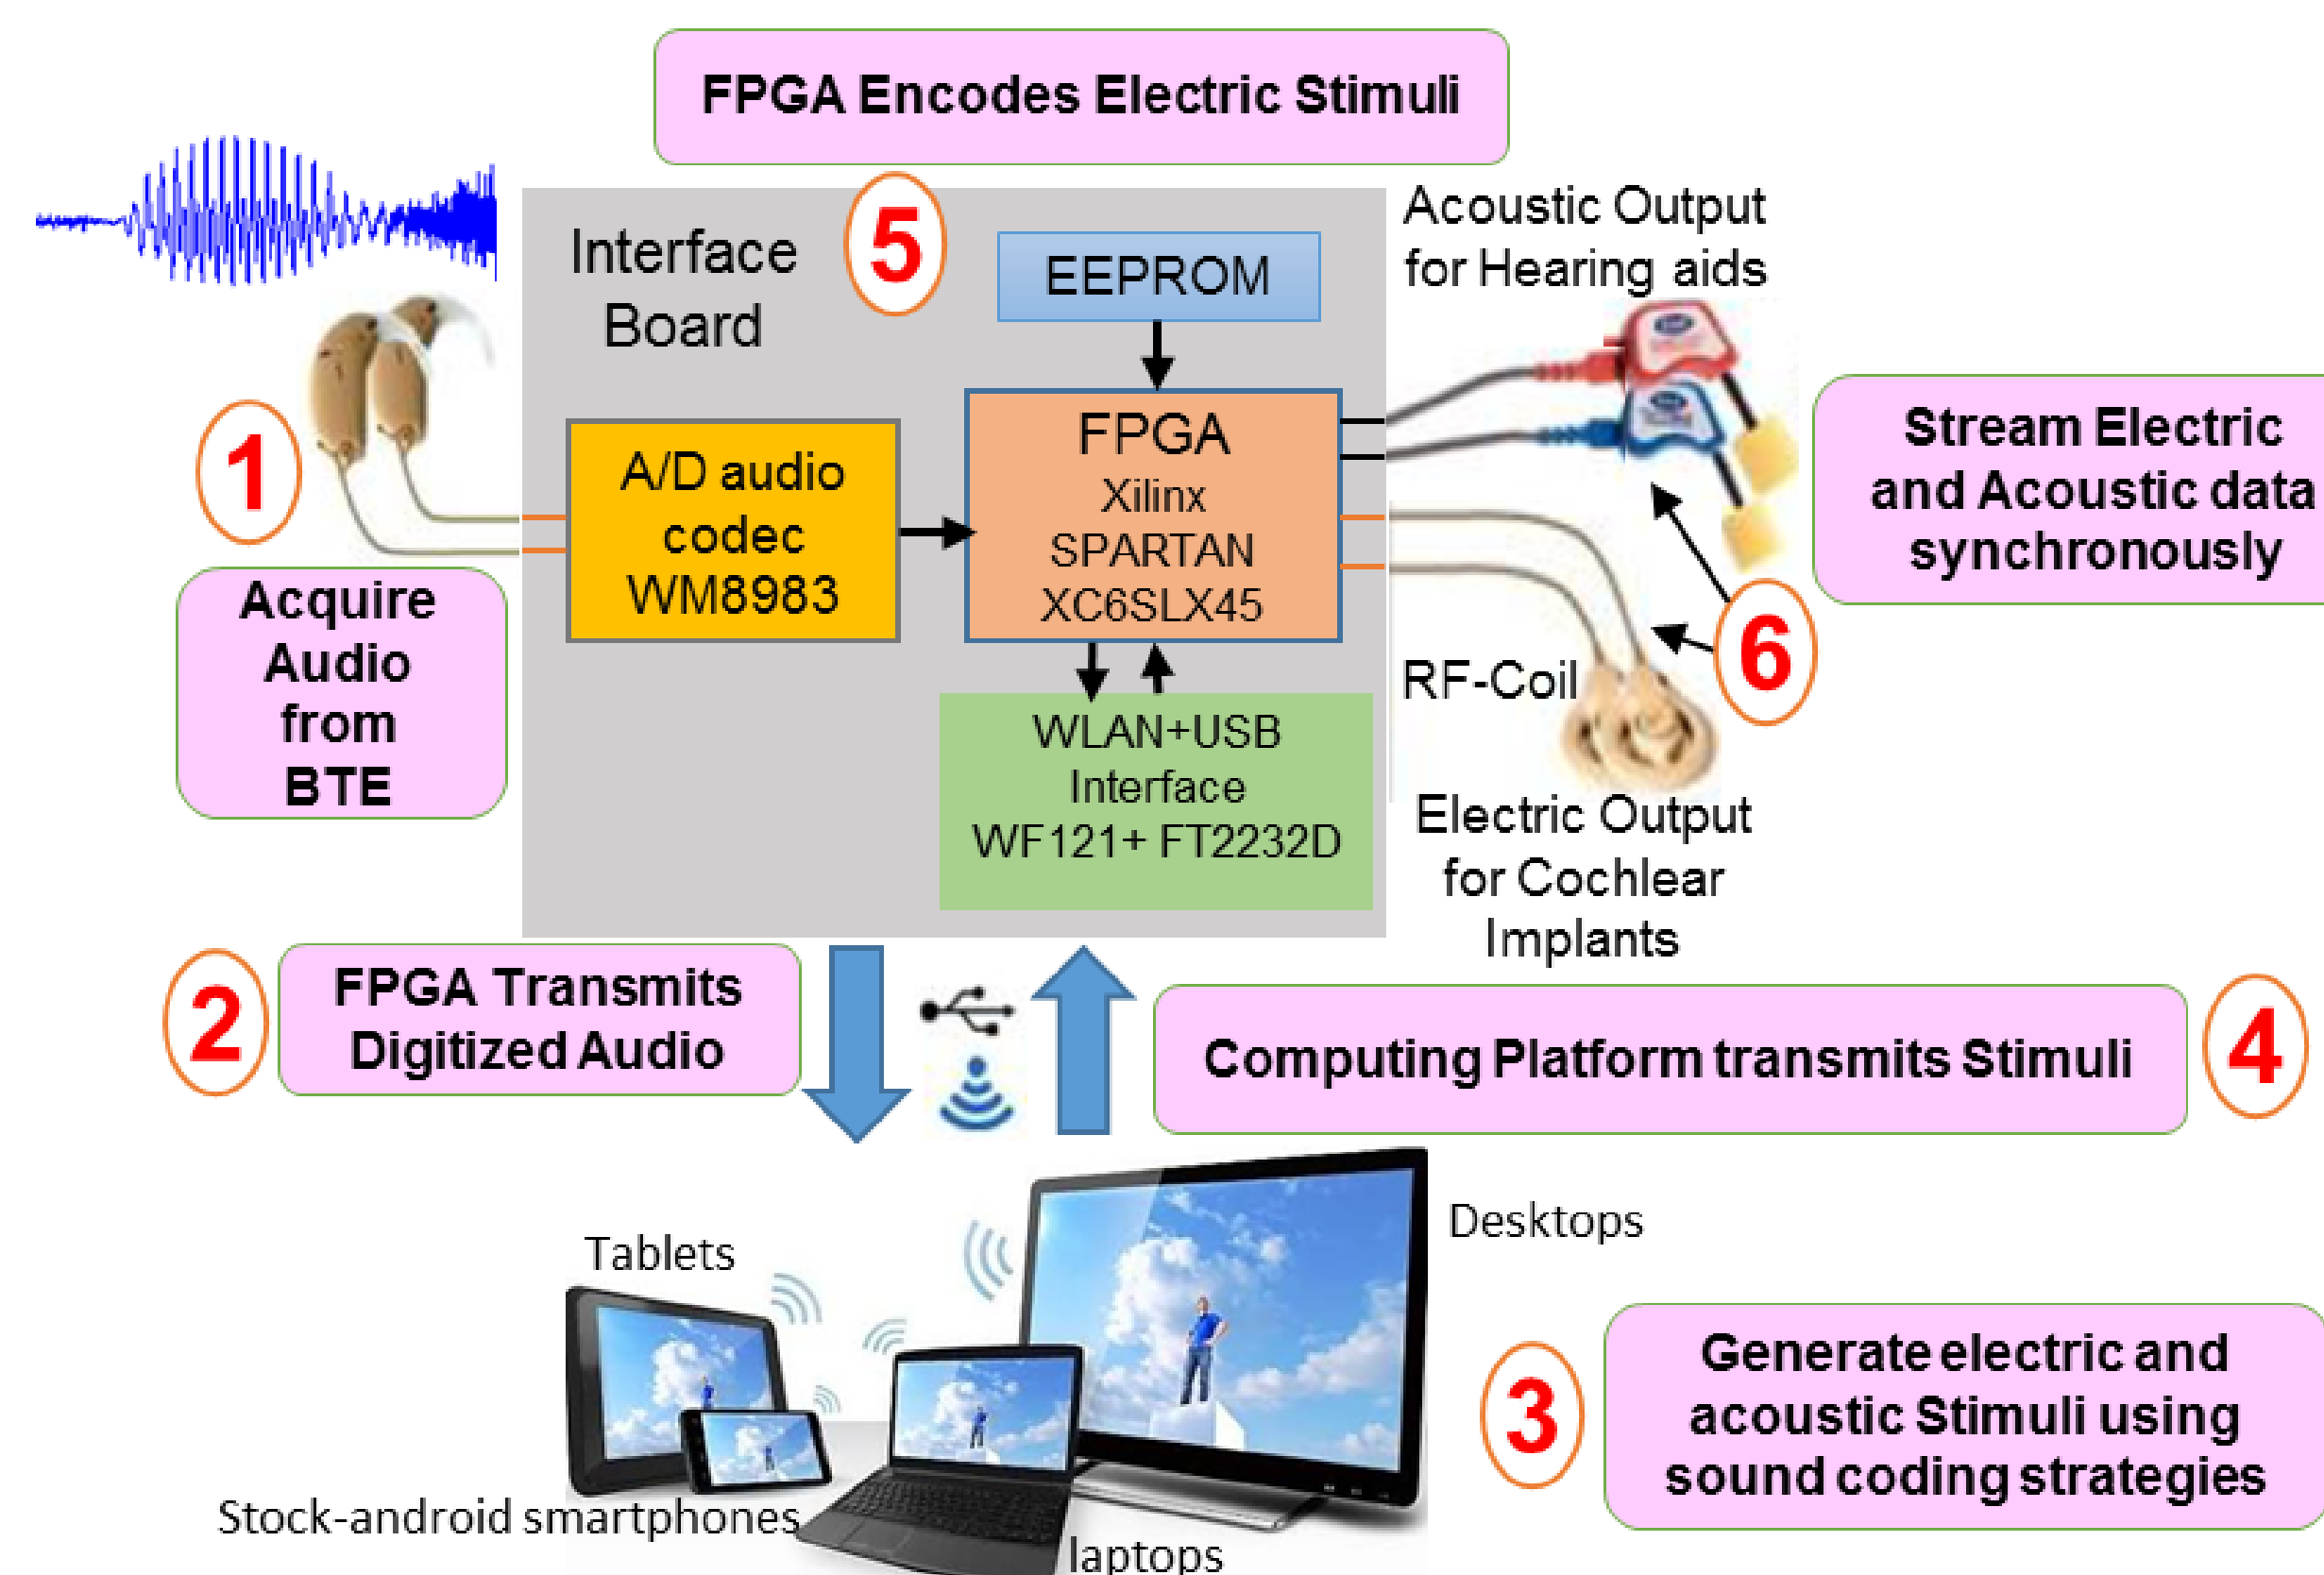 FPGA Encodes Electric Stimuli
Interface
Board
5
EEPROM
Acoustic Output
for Hearing aids
1
A/D audio
codec
WM8983
FPGA
Xilinx
SPARTAN
XC6SLX45
Stream Electric
and Acoustic data
synchronously
Acquire
Audio
from
BTE
6
RF-Coil
WLAN+USB
Interface
WF121+ FT2232D
Electric Output
for Cochlear
Implants
2
FPGA Transmits
Digitized Audio
Computing Platform transmits Stimuli
4
Tablets
Desktops
3
Generate electric and
acoustic Stimuli using
sound coding strategies
Stock-android smartphones
laptops